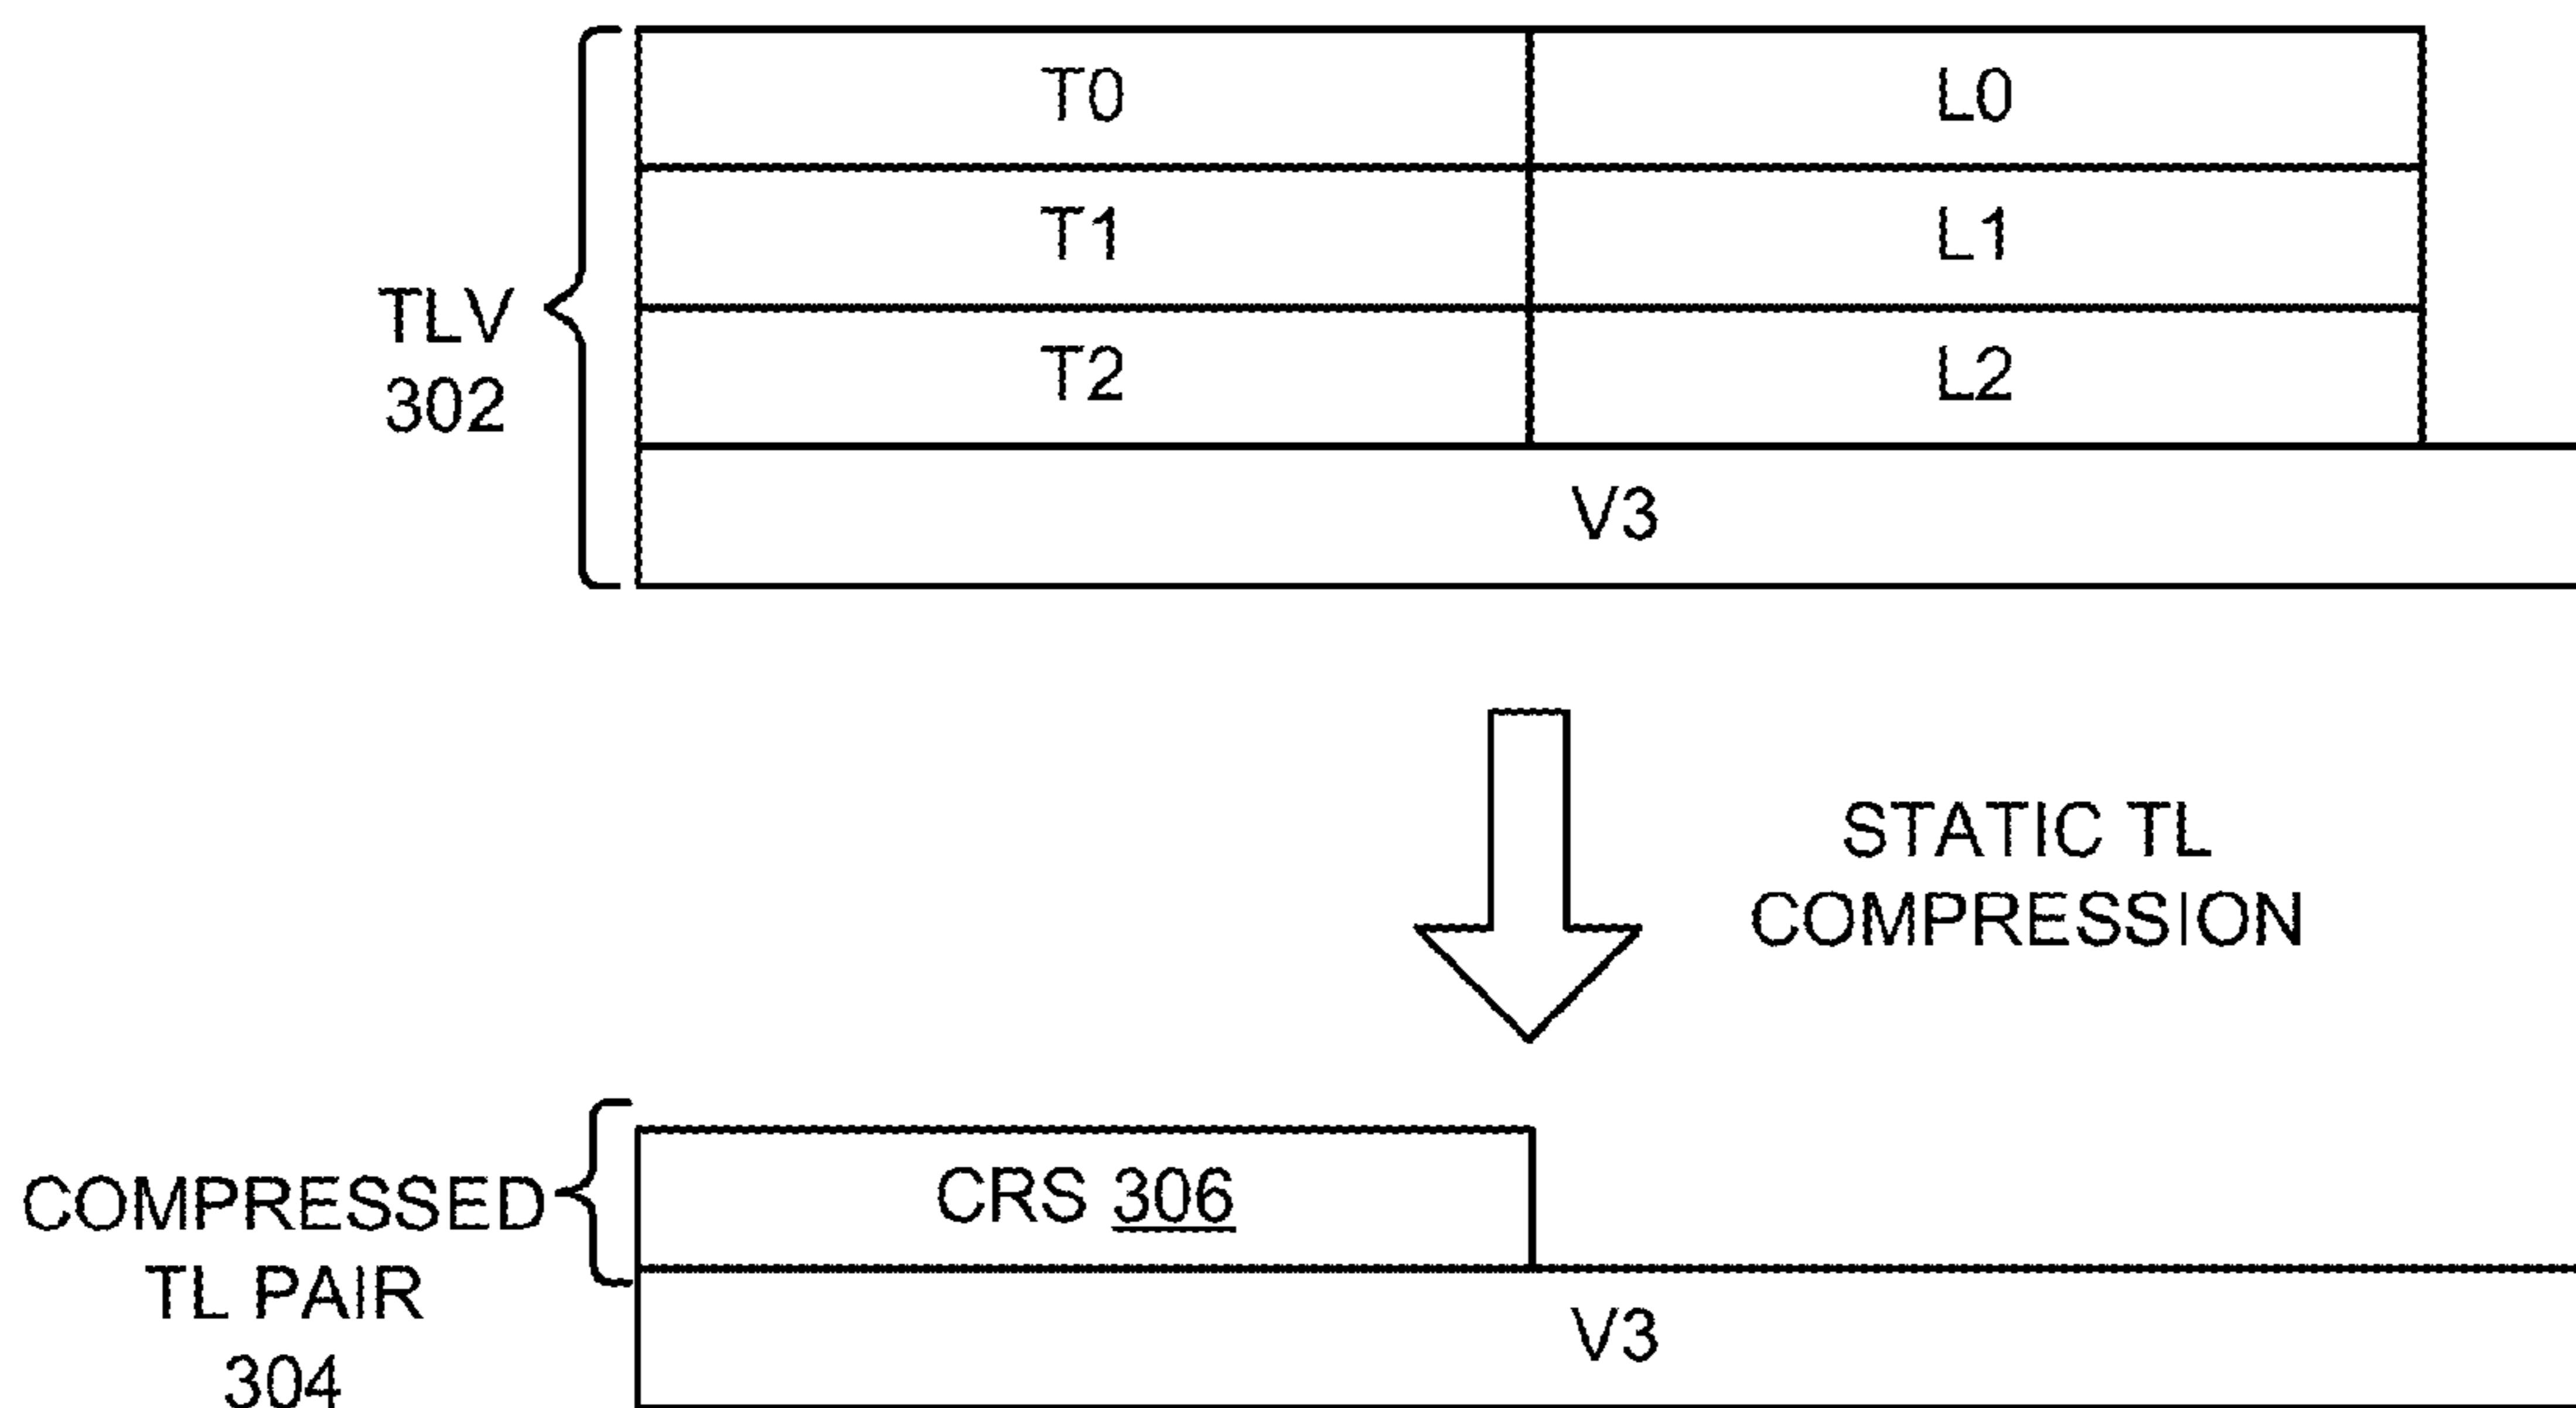 T0 L0
T1 L1
TLV
302
T2 L2
V3
STATIC TL
COMPRESSION
COMPRESSED
TL PAIR
304
CRS 306
V3